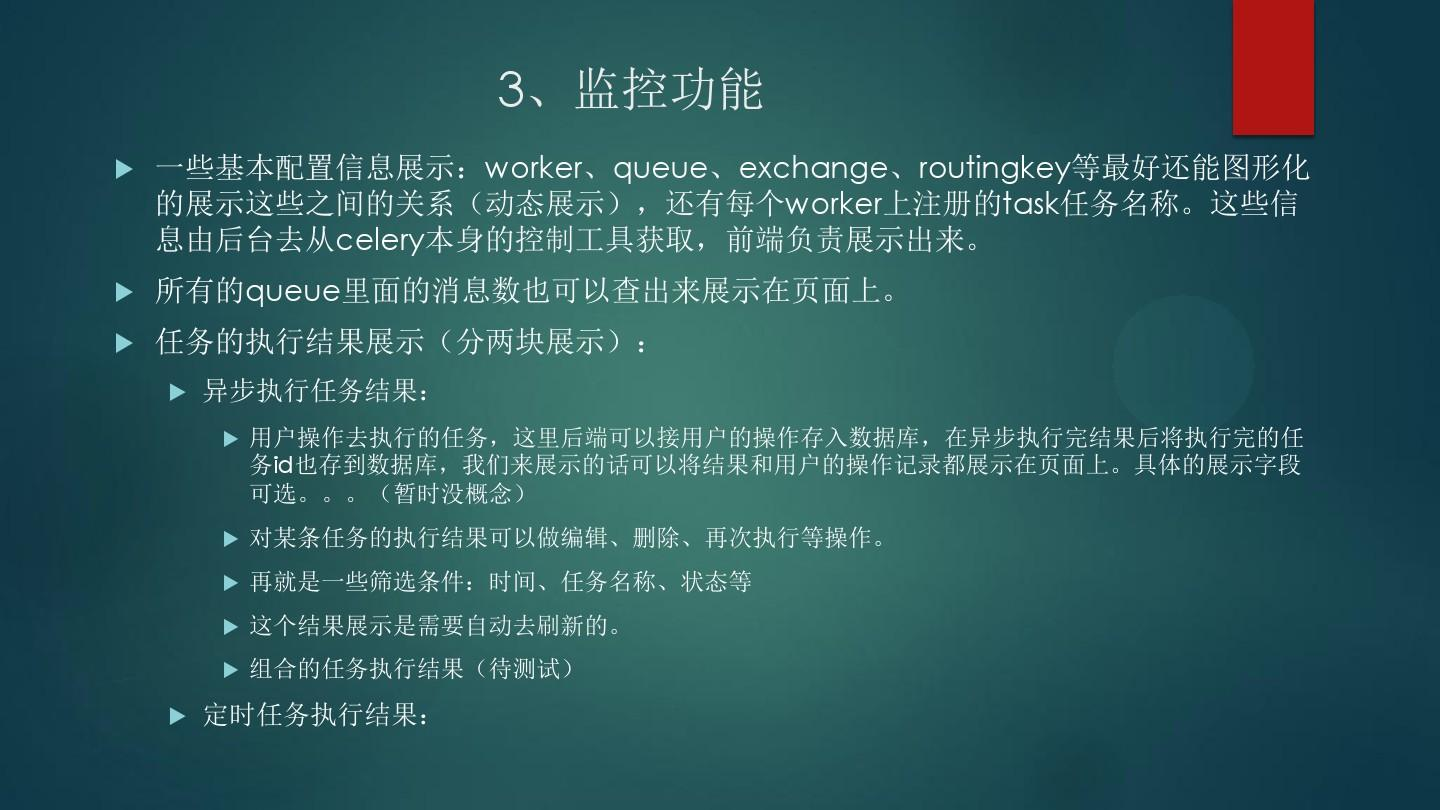 3、监控功能
一些基本配置信息展示：worker、queue、exchange、routingkey等最好还能图形化
的展示这些之间的关系（动态展示），还有每个worker上注册的task任务名称。这些信
息由后台去从celery本身的控制工具获取，前端负责展示出来。
所有的queue里面的消息数也可以查出来展示在页面上。
任务的执行结果展示（分两块展示）：
异步执行任务结果：
用户操作去执行的任务，这里后端可以接用户的操作存入数据库，在异步执行完结果后将执行完的任
务id也存到数据库，我们来展示的话可以将结果和用户的操作记录都展示在页面上。具体的展示字段
可选。。。（暂时没概念）
对某条任务的执行结果可以做编辑、删除、再次执行等操作。
再就是一些筛选条件：时间、任务名称、状态等
这个结果展示是需要自动去刷新的。
组合的任务执行结果（待测试）
定时任务执行结果：